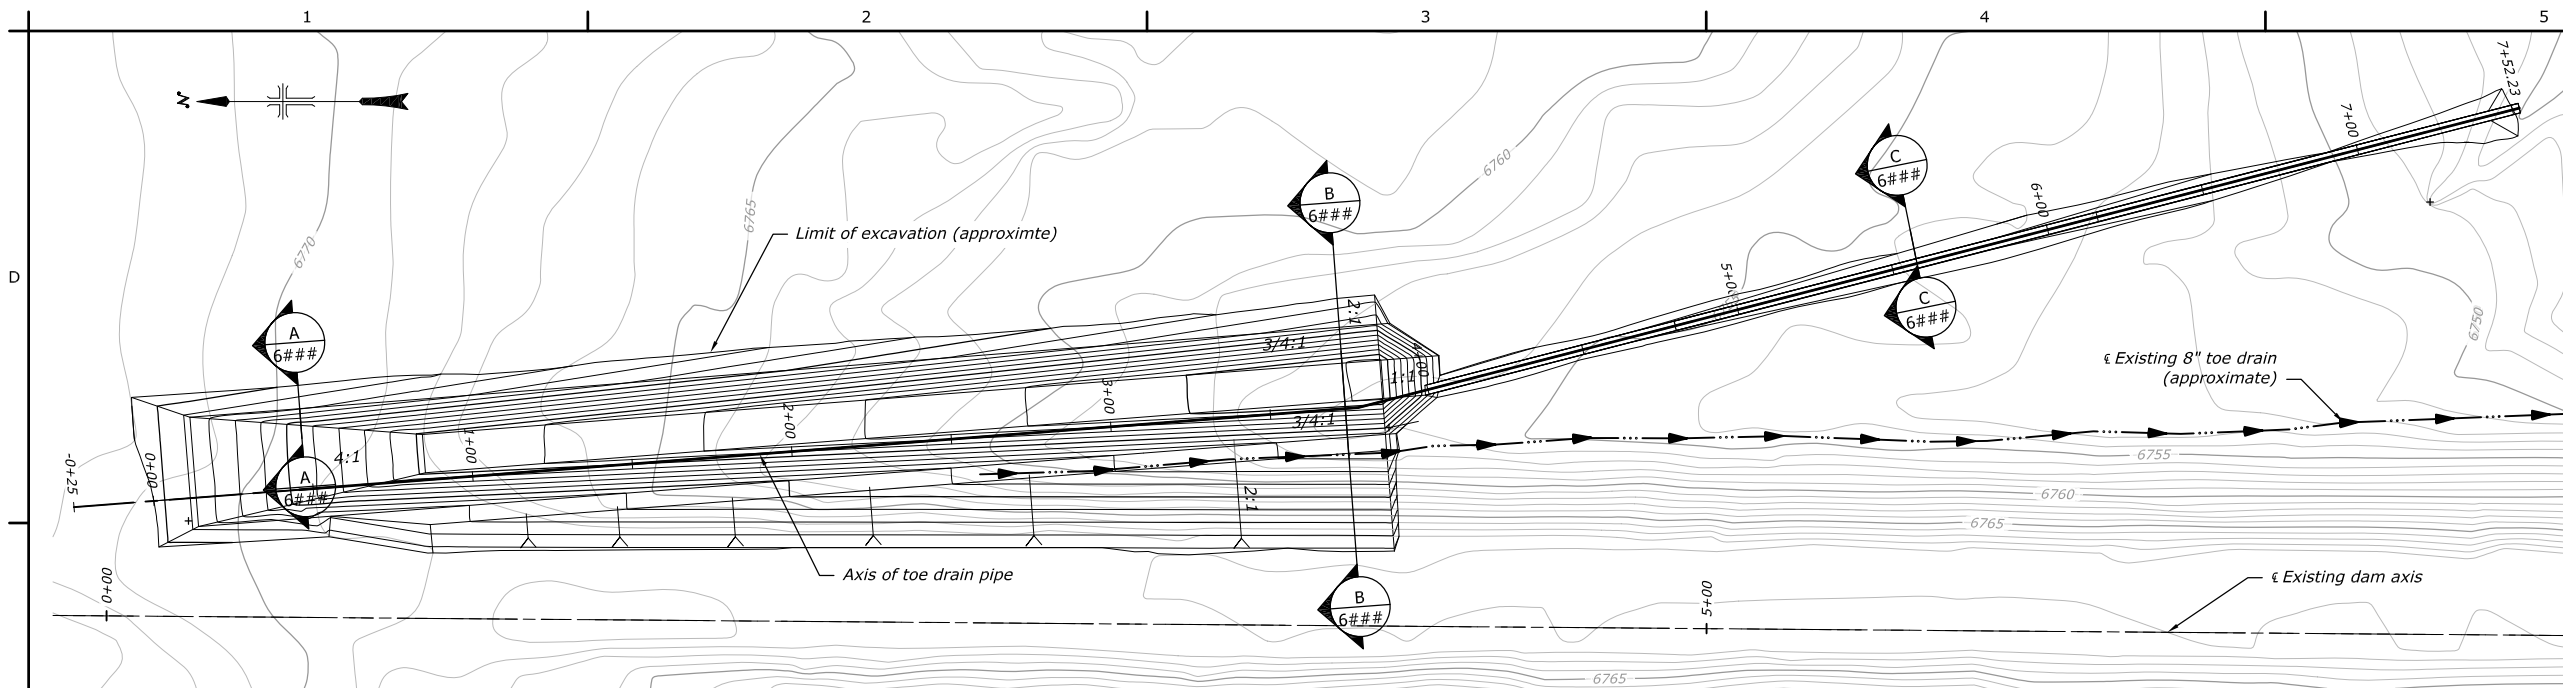 1
2
3
4
5
D
N
7+52.23
7+00
6+00
5+00
4+00
3+00
2+00
1+00
0+00
-0+25
6770
6765
6760
Limit of excavation (approximte)
A
6###
A
6###
B
6###
B
6###
C
6###
C
6###
2:1
3/4:1
1:1
3/4:1
4:1
2:1
℄ Existing 8" toe drain
(approximate)
6750
6755
6760
6765
Axis of toe drain pipe
℄ Existing dam axis
0+00
5+00
6765